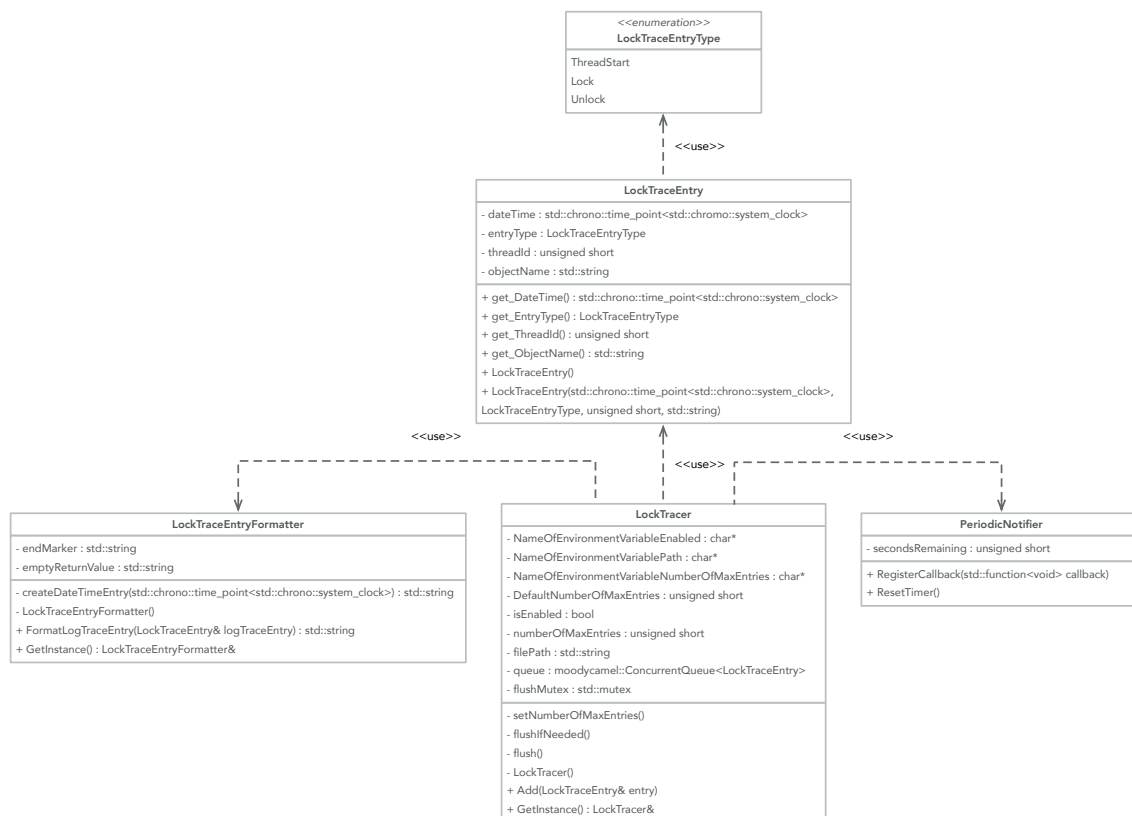 <<enumeration>>
LockTraceEntryType
ThreadStart
Lock
Unlock
<<use>>
LockTraceEntry
- dateTime : std::chrono::time_point<std::chromo::system_clock>
- entryType : LockTraceEntryType
- threadId : unsigned short
- objectName : std::string
+ get_DateTime() : std::chrono::time_point<std::chrono::system_clock>
+ get_EntryType() : LockTraceEntryType
+ get_ThreadId() : unsigned short
+ get_ObjectName() : std::string
+ LockTraceEntry()
+ LockTraceEntry(std::chrono::time_point<std::chrono::system_clock>,
LockTraceEntryType, unsigned short, std::string)
<<use>>
<<use>>
<<use>>
LockTraceEntryFormatter
- endMarker : std::string
- emptyReturnValue : std::string
- createDateTimeEntry(std::chrono::time_point<std::chrono::system_clock>) : std::string
- LockTraceEntryFormatter()
+ FormatLogTraceEntry(LockTraceEntry& logTraceEntry) : std::string
+ GetInstance() : LockTraceEntryFormatter&
LockTracer
- NameOfEnvironmentVariableEnabled : char*
- NameOfEnvironmentVariablePath : char*
- NameOfEnvironmentVariableNumberOfMaxEntries : char*
- DefaultNumberOfMaxEntries : unsigned short
- isEnabled : bool
- numberOfMaxEntries : unsigned short
- filePath : std::string
- queue : moodycamel::ConcurrentQueue<LockTraceEntry>
- flushMutex : std::mutex
- setNumberOfMaxEntries()
- flushIfNeeded()
- flush()
- LockTracer()
+ Add(LockTraceEntry& entry)
+ GetInstance() : LockTracer&
PeriodicNotifier
- secondsRemaining : unsigned short
+ RegisterCallback(std::function<void> callback)
+ ResetTimer()